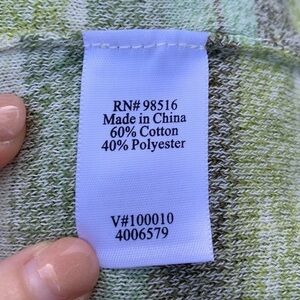 RN# 98516
Made in China
60% Cotton
40% Polyester
V#100010
4006579